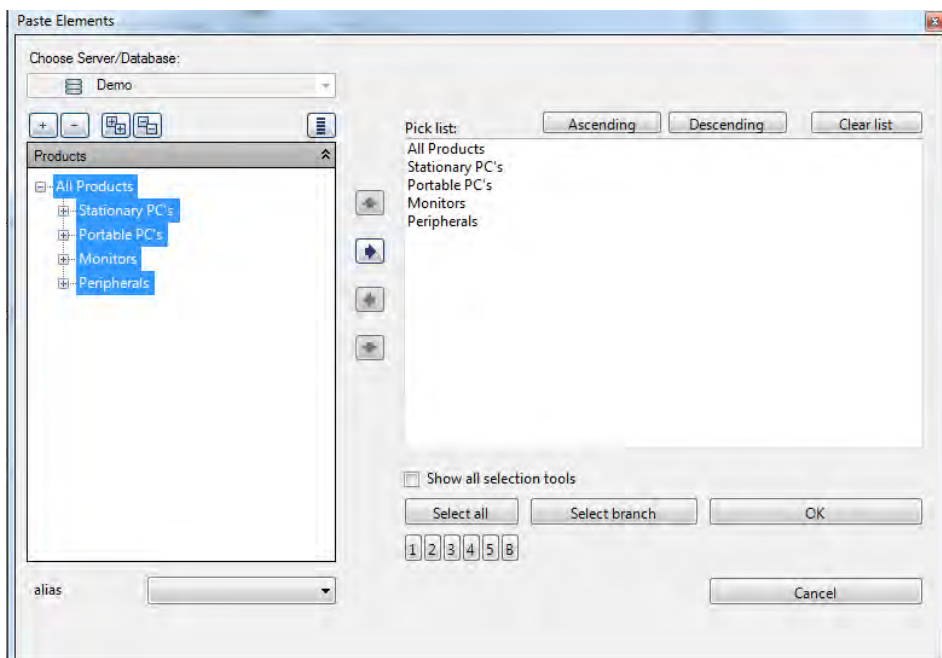 Paste Elements
Choose Server/Database:
Demo
+ -
Products
All Products
Stationary PC's
Portable PC's
Monitors
Peripherals
alias
Pick list:
Ascending
Descending
Clear list
All Products
Stationary PC's
Portable PC's
Monitors
Peripherals
Show all selection tools
Select all
Select branch
OK
1 2 3 4 5 B
Cancel